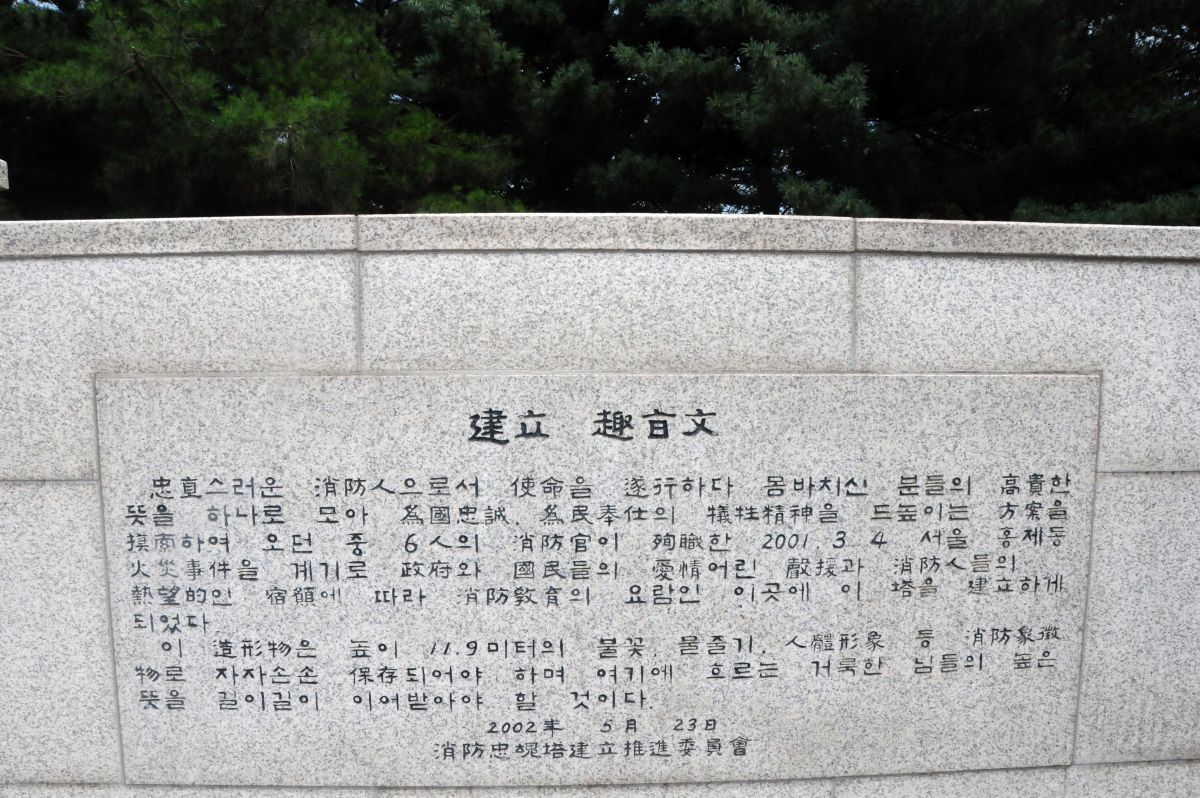 建立 趣旨文
忠直스러운 消防人으로서 使命을 遂行하다 몸바치신 분들의 高貴한
뜻을 하나로 모아 爲國忠誠, 爲民奉仕의 犧牲精神을 드높이는 方案을
摸索하여 오던 중 6人의 消防官이 殉職한 2001. 3. 4 서울 홍제동
火災事件을 계기로 政府와 國民들의 愛情어린 聲援과 消防人들의
熱望的인 宿願에 따라 消防敎育의 요람인 이곳에 이 塔을 建立하게
되었다.
이 造形物은 높이 11.9미터의 불꽃, 물줄기, 人體形象 등 消防象徵
物로 자자손손 保存되어야 하며 여기에 흐르는 거룩한 님들의 높은
뜻을 길이길이 이어받아야 할 것이다.
2002年 5月 23日
消防忠魂塔建立推進委員會